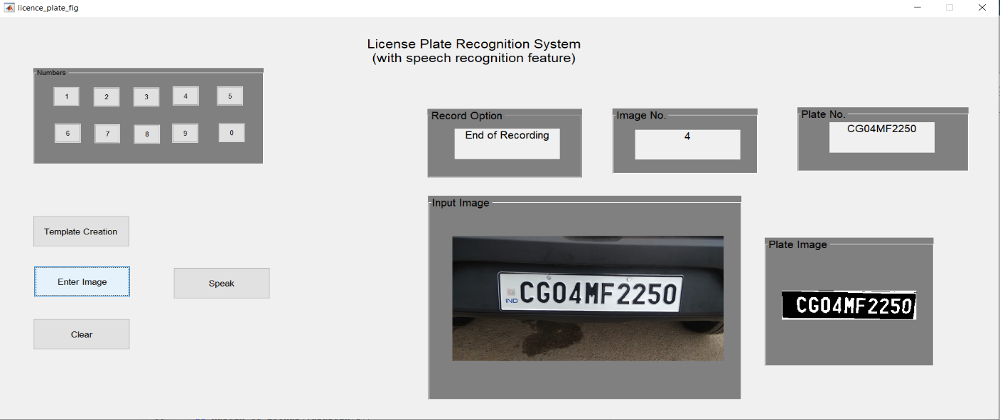 licence_plate_fig
License Plate Recognition System
(with speech recognition feature)
Numbers
1 2 3 4 5
6 7 8 9 0
Record Option
End of Recording
Image No.
4
Plate No.
CG04MF2250
Template Creation
Enter Image
Speak
Clear
Input Image
IND CG04MF2250
Plate Image
CG04MF2250